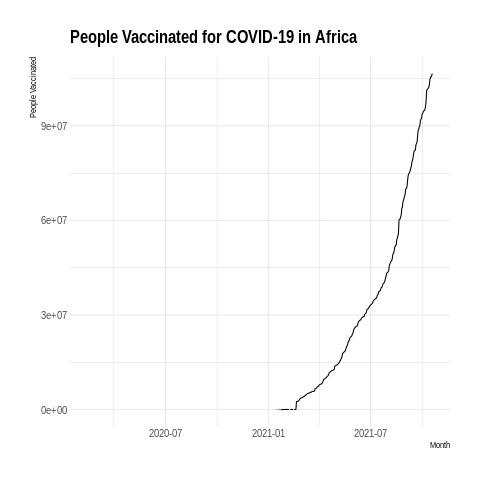 People Vaccinated for COVID-19 in Africa
People Vaccinated
9e+07
6e+07
3e+07
0e+00
2020-07 2021-01 2021-07
Month